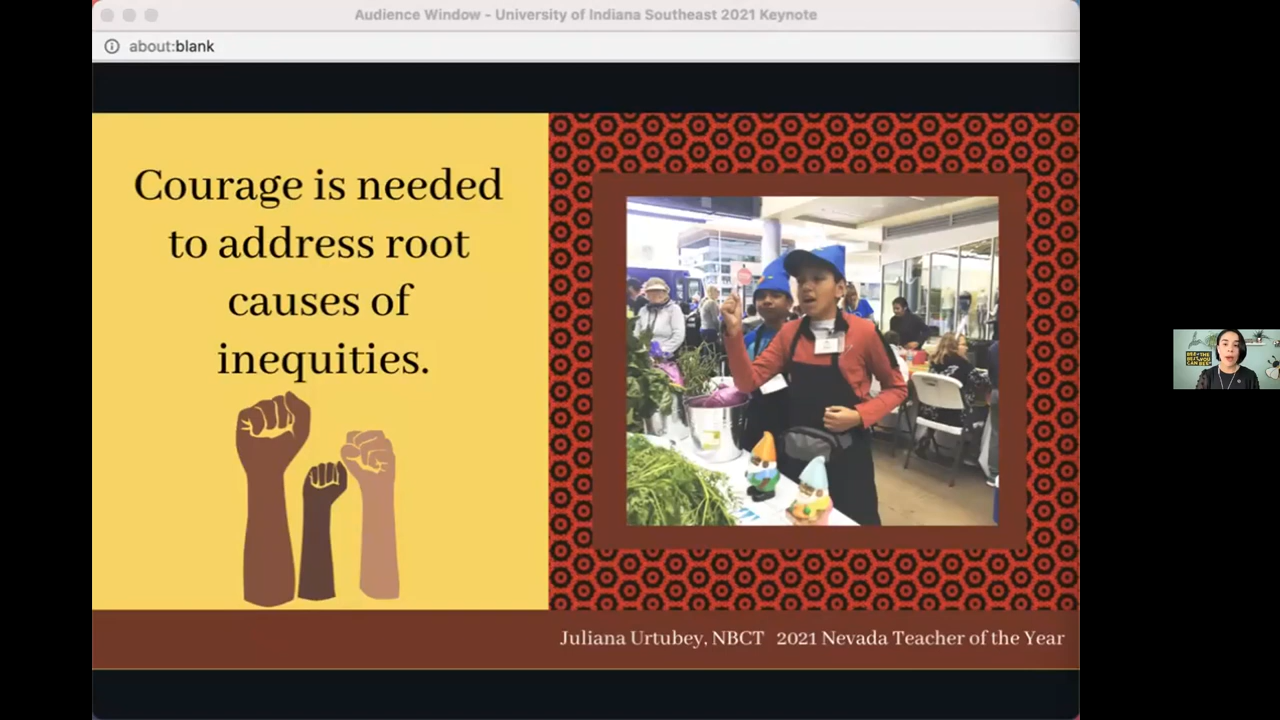 Audience Window - University of Indiana Southeast 2021 Keynote
about:blank
Courage is needed
to address root
causes of
inequities.
Juliana Urtubey, NBCT 2021 Nevada Teacher of the Year